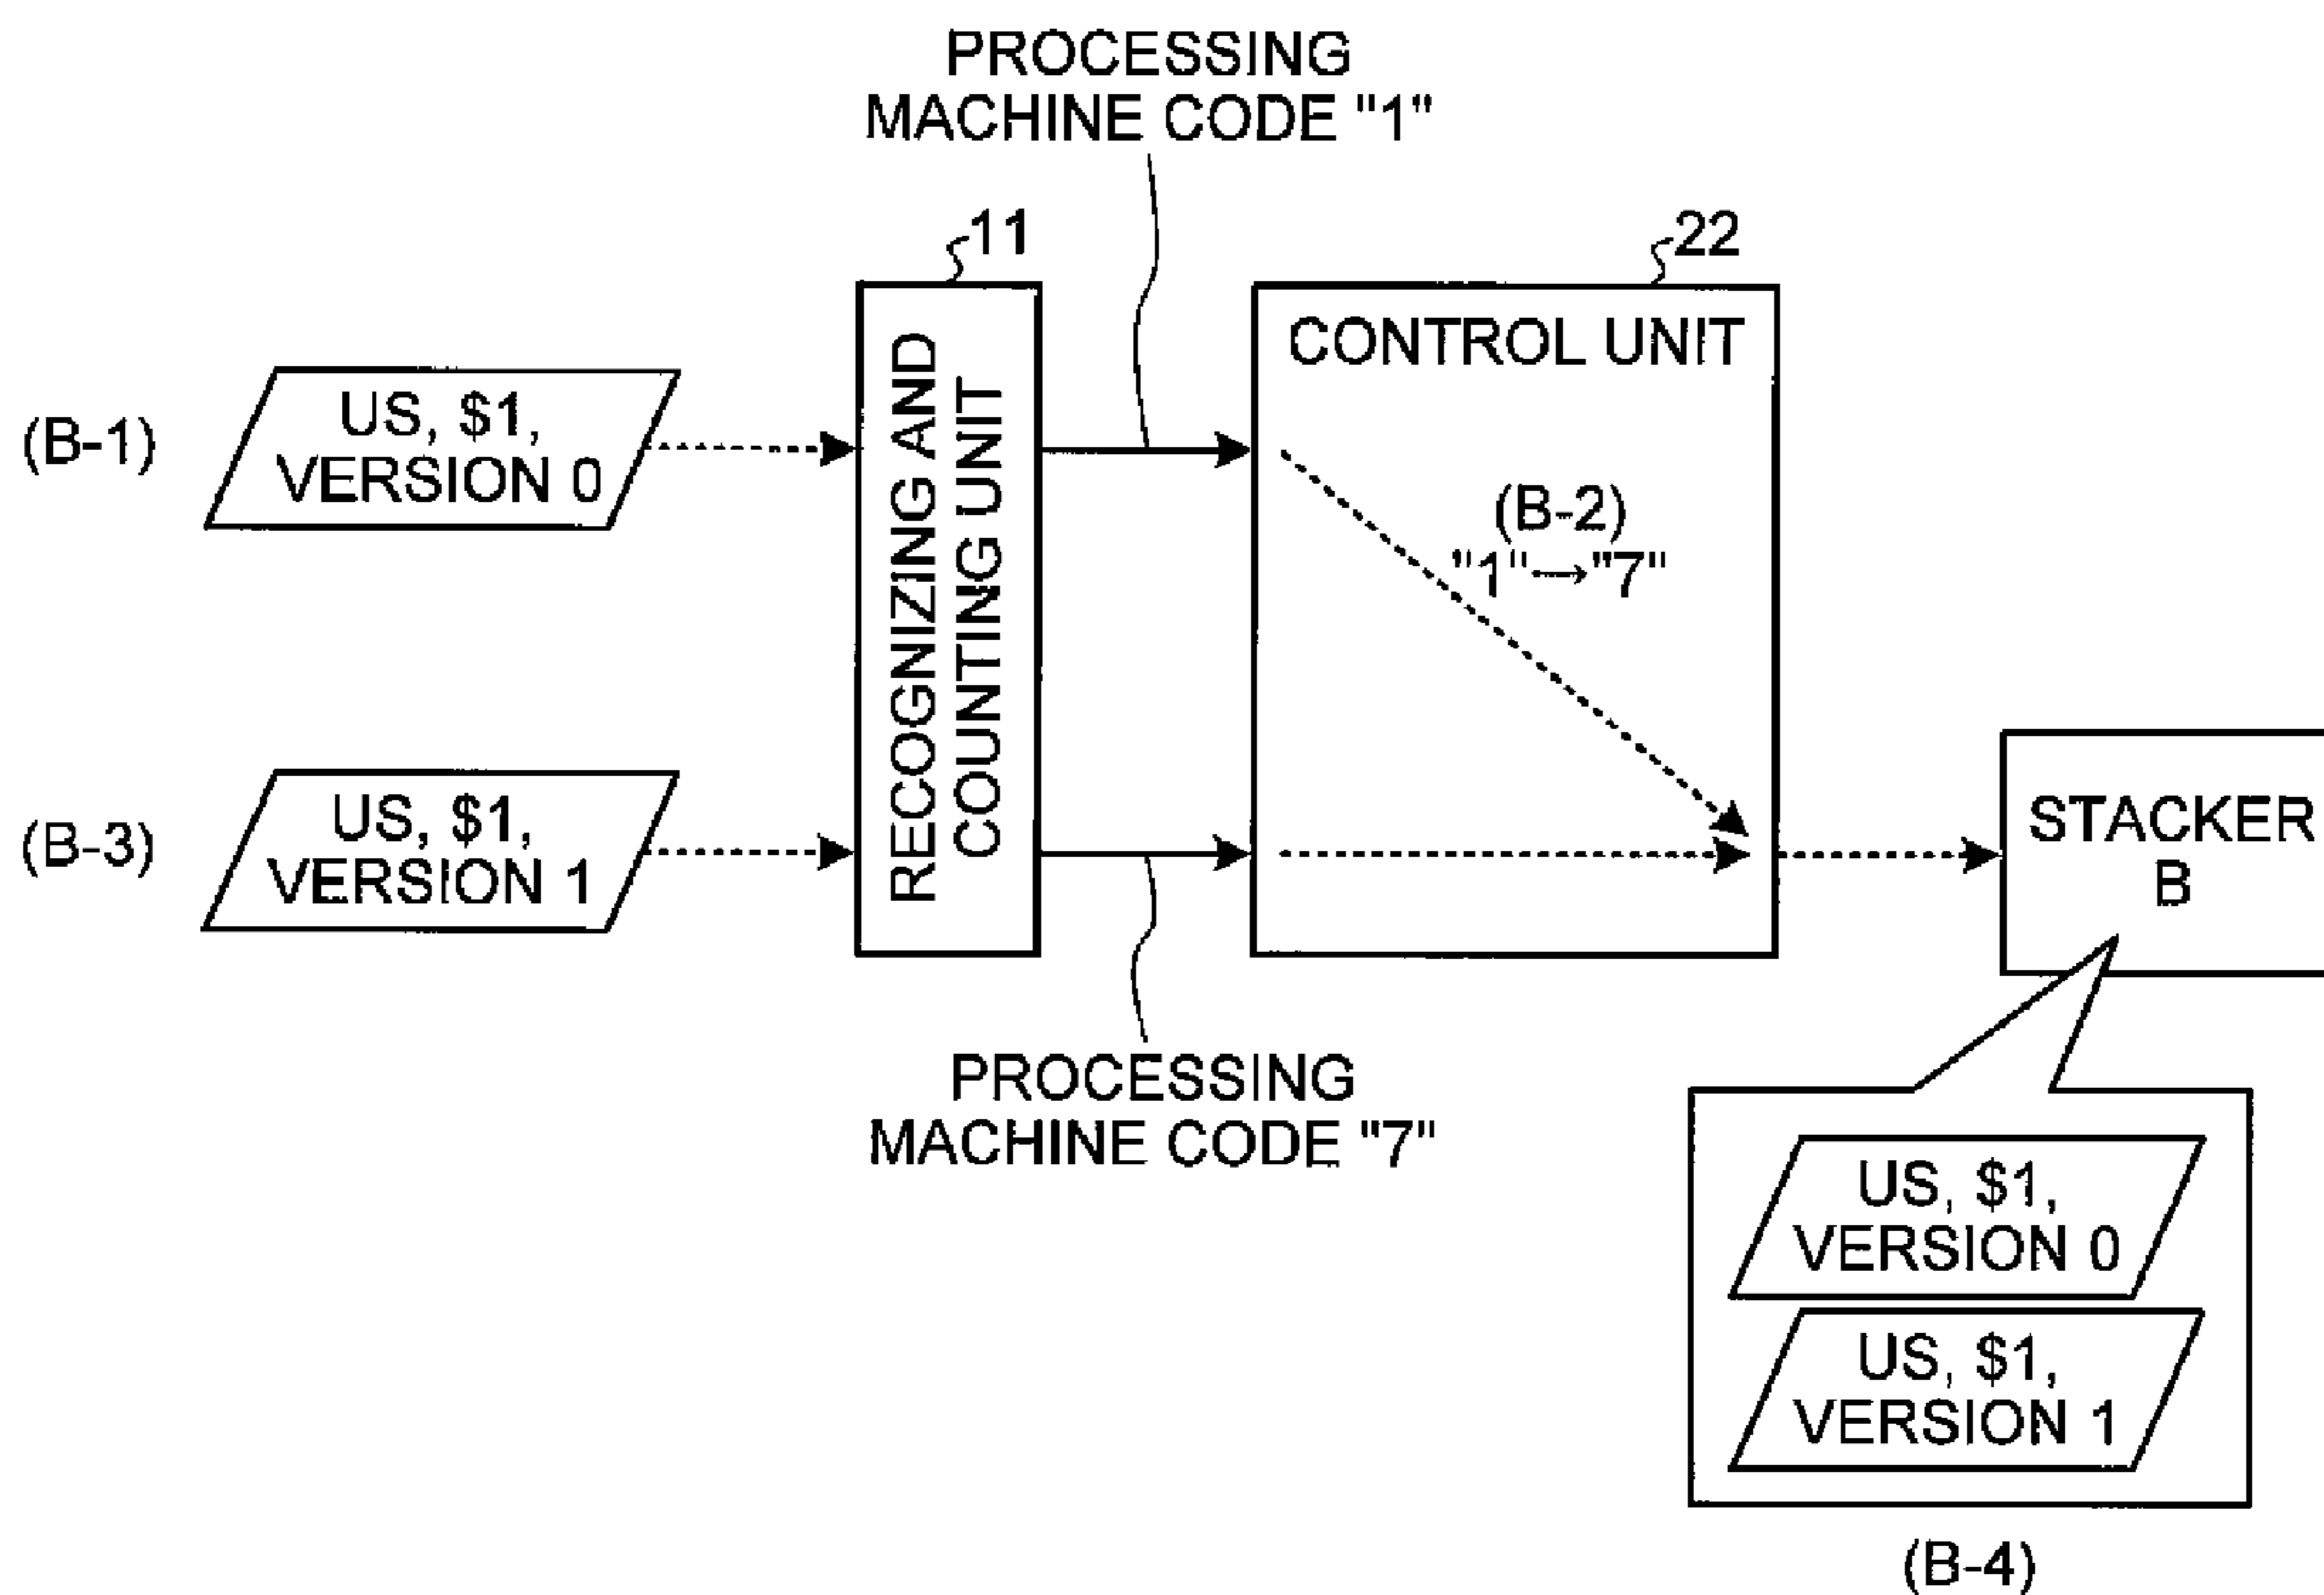 PROCESSING
MACHINE CODE "1"
11
22
CONTROL UNIT
(B-1)
US, $1,
VERSION 0
RECOGNIZING AND
COUNTING UNIT
(B-2)
"1"→"7"
(B-3)
US, $1,
VERSION 1
STACKER
B
PROCESSING
MACHINE CODE "7"
US, $1,
VERSION 0
US, $1,
VERSION 1
(B-4)